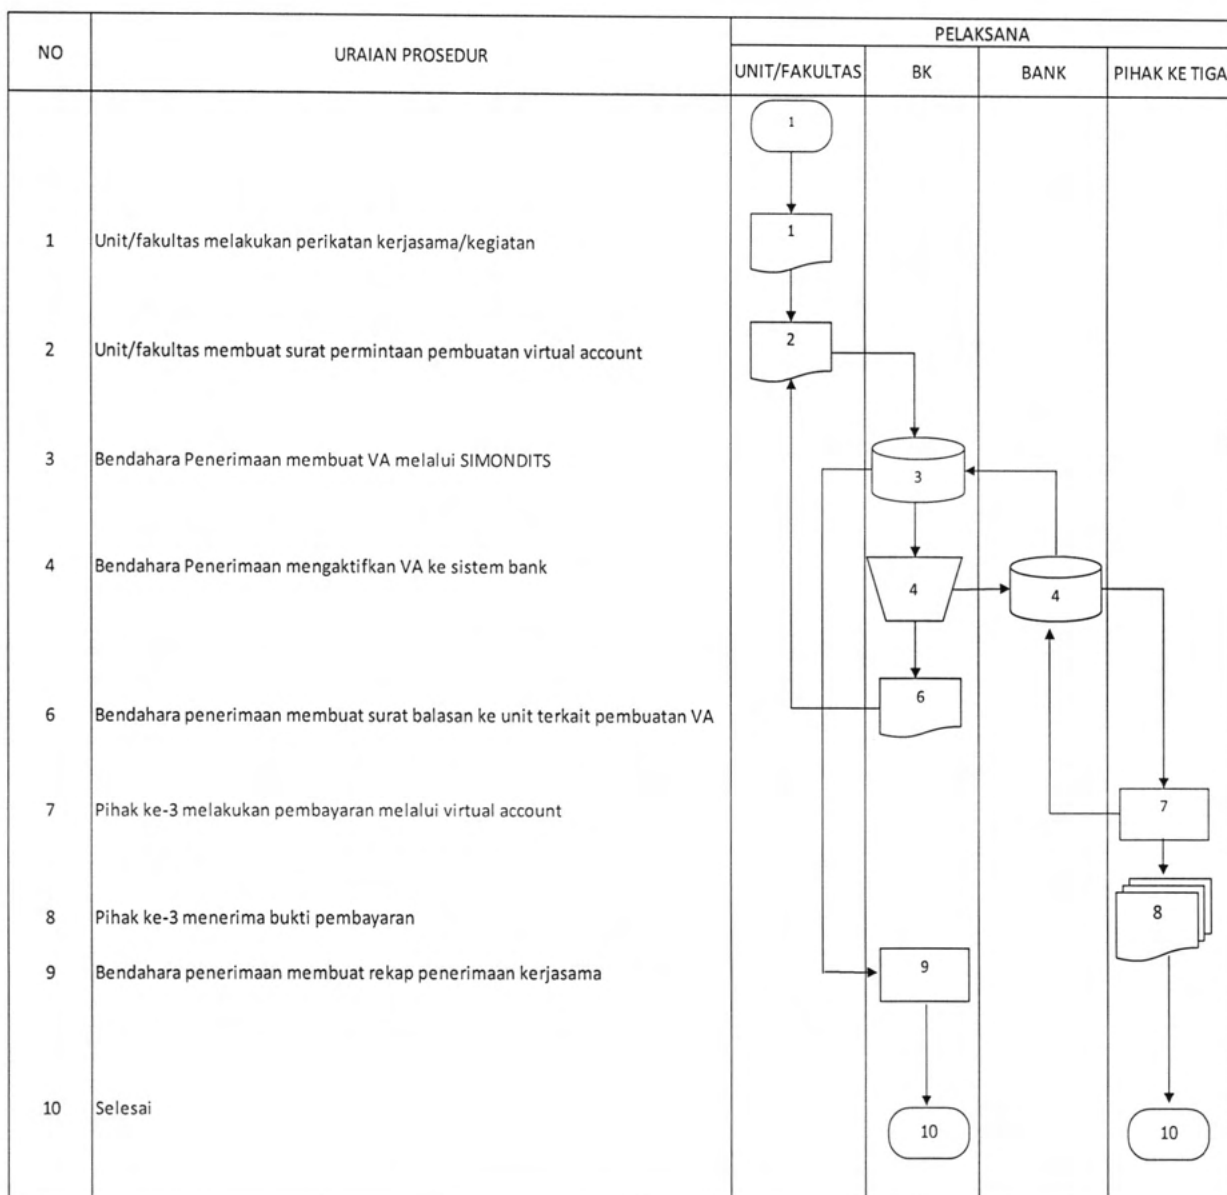 NO
URAIAN PROSEDUR
PELAKSANA
UNIT/FAKULTAS
BK
BANK
PIHAK KE TIGA
1
1 Unit/fakultas melakukan perikatan kerjasama/kegiatan
1
2 Unit/fakultas membuat surat permintaan pembuatan virtual account
2
3 Bendahara Penerimaan membuat VA melalui SIMONDITS
3
4 Bendahara Penerimaan mengaktifkan VA ke sistem bank
4
4
6 Bendahara penerimaan membuat surat balasan ke unit terkait pembuatan VA
6
7 Pihak ke-3 melakukan pembayaran melalui virtual account
7
8 Pihak ke-3 menerima bukti pembayaran
8
9 Bendahara penerimaan membuat rekap penerimaan kerjasama
9
10 Selesai
10
10